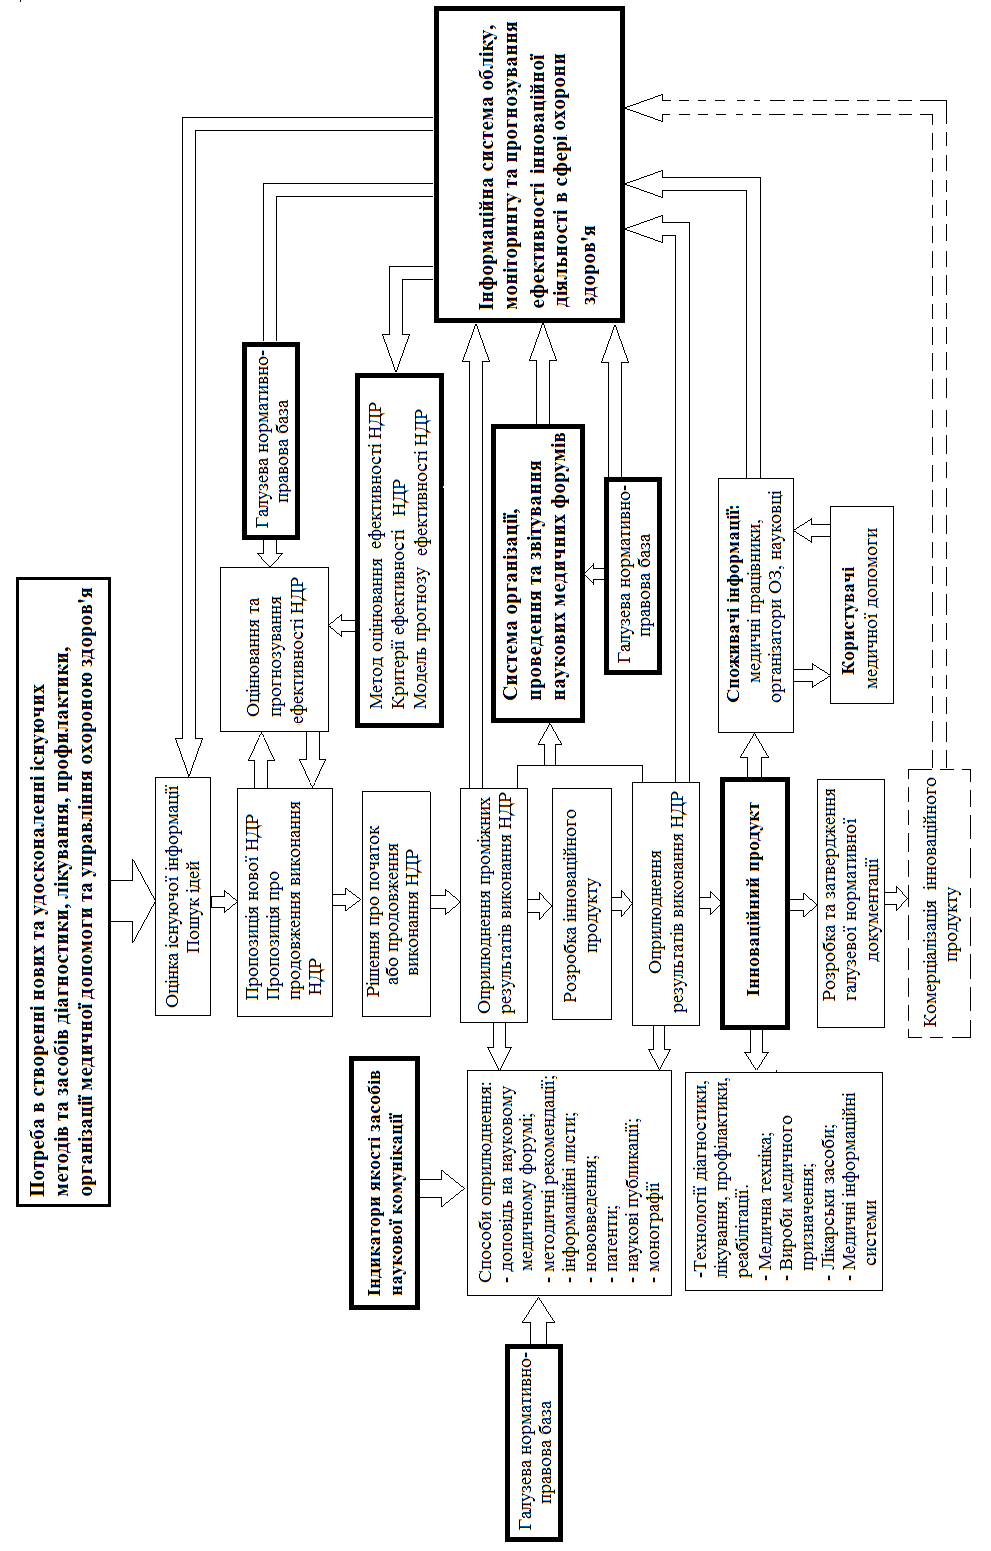 Потреба в створенні нових та удосконаленні існуючих
методів та засобів діагностики, лікування, профілактики,
організації медичної допомоги та управління охороною здоров'я
Оцінка існуючої інформації
Пошук ідей
Пропозиція нової НДР
Пропозиція про
продовження виконання
НДР
Оцінювання та
прогнозування
ефективності НДР
Галузева нормативно-
правова база
Рішення про початок
або продовження
виконання НДР
Метод оцінювання ефективності НДР
Критерії ефективності НДР
Модель прогнозу ефективності НДР
Інформаційна система обліку,
моніторингу та прогнозування
ефективності інноваційної
діяльності в сфері охорони
здоров'я
Індикатори якості засобів
наукової комунікації
Оприлюднення проміжних
результатів виконання НДР
Система організації,
проведення та звітування
наукових медичних форумів
Галузева нормативно-
правова база
Способи оприлюднення:
- доповідь на науковому
медичному форумі;
- методичні рекомендації;
- інформаційні листи;
- нововведення;
- патенти;
- наукові публикації;
- монографії
Галузева нормативно-
правова база
Розробка інноваційного
продукту
Оприлюднення
результатів виконання НДР
Інноваційний продукт
Споживачі інформації:
медичні працівники,
організатори ОЗ, науковці
Користувачі
медичної допомоги
-Технології діагностики,
лікування, профілактики,
реабілітації.
- Медична техніка;
- Вироби медичного
призначення;
- Лікарськи засоби;
- Медичні інформаційні
системи
Розробка та затвердження
галузевої нормативної
документації
Комерціалізація інноваційного
продукту